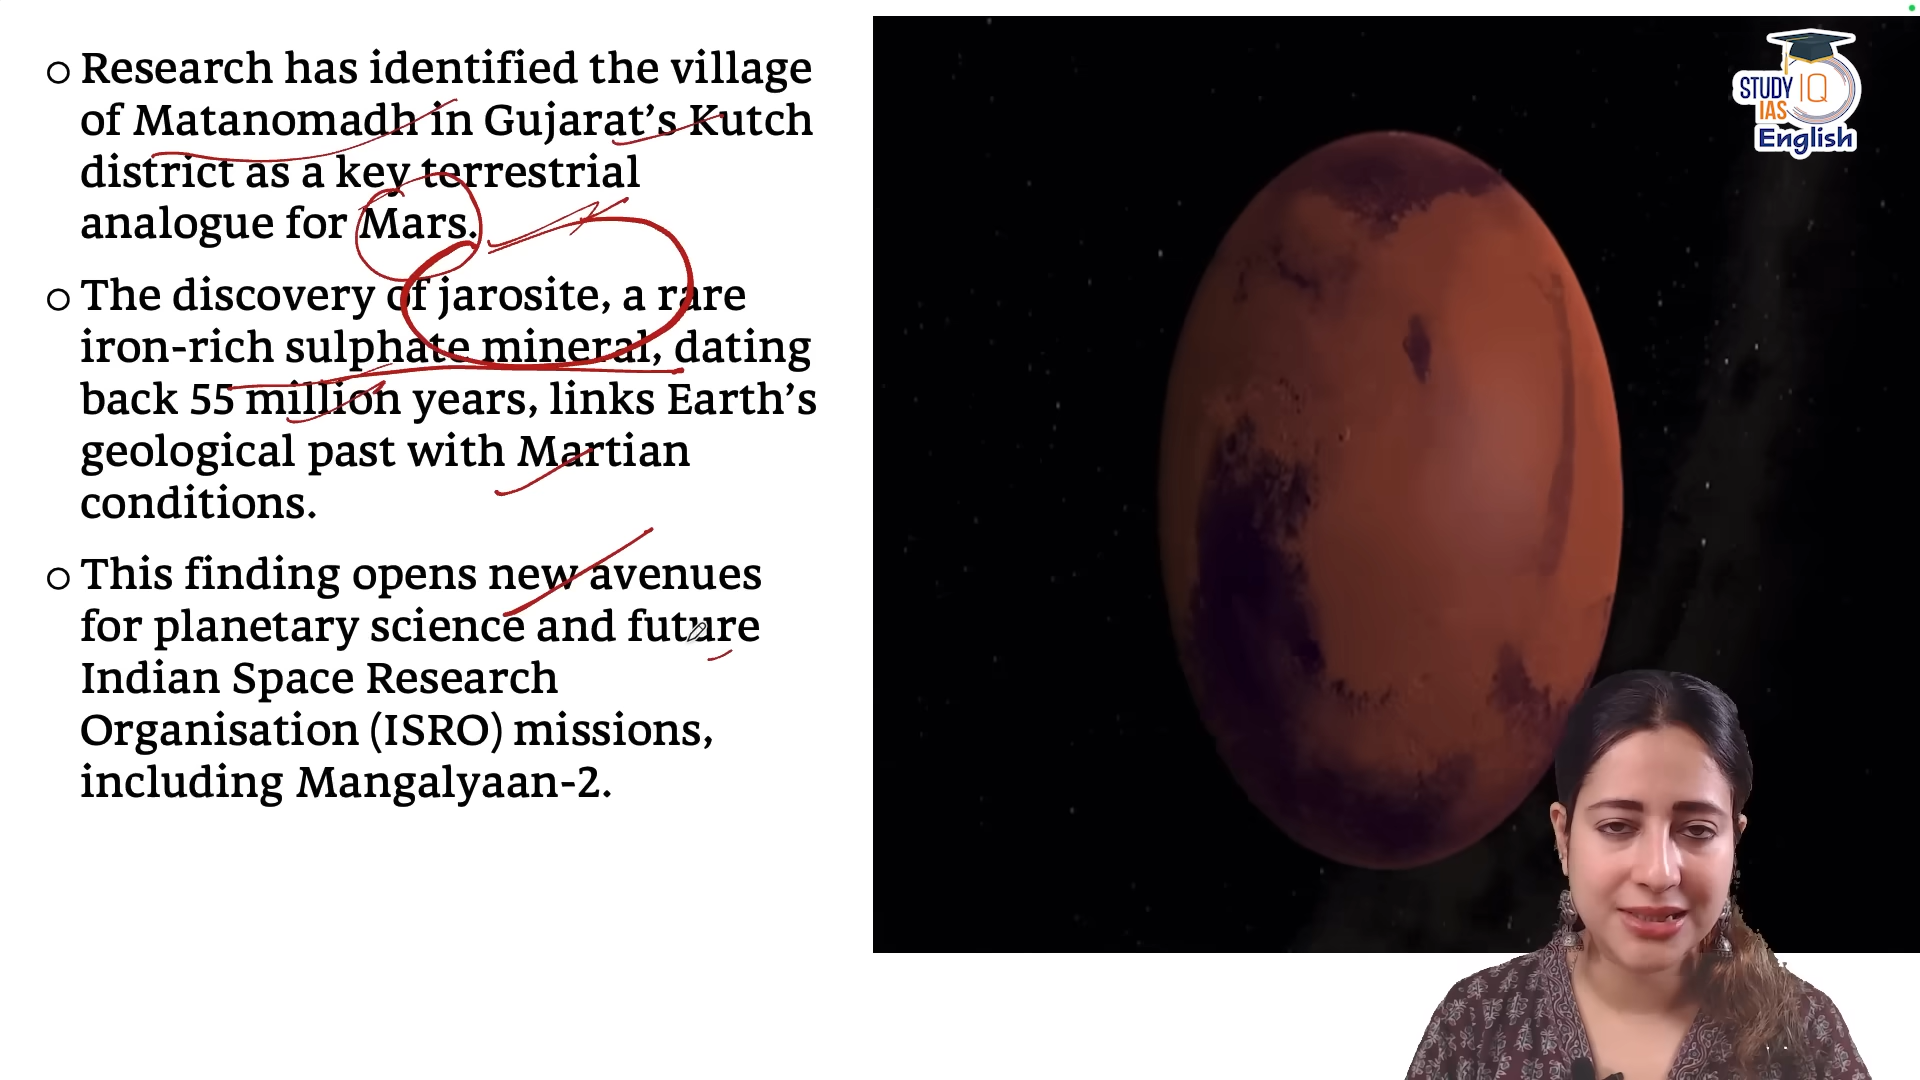 Research has identified the village
of Matanomadh in Gujarat’s Kutch
district as a key terrestrial
analogue for Mars.
The discovery of jarosite, a rare
iron-rich sulphate mineral, dating
back 55 million years, links Earth’s
geological past with Martian
conditions.
This finding opens new avenues
for planetary science and future
Indian Space Research
Organisation (ISRO) missions,
including Mangalyaan-2.
STUDY IQ
IAS
English